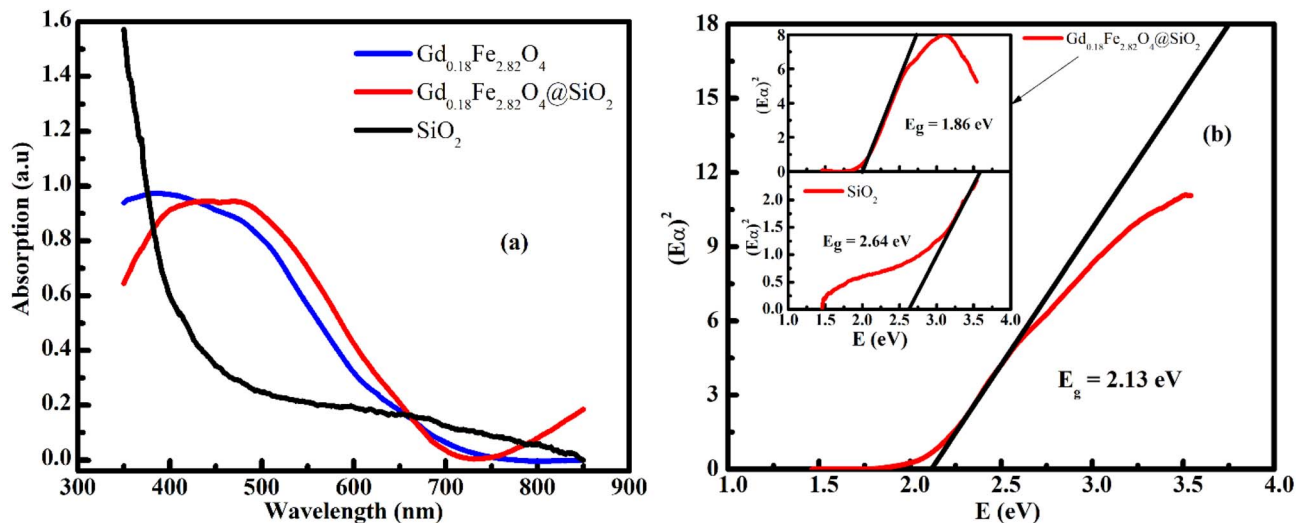 1.6
1.4
1.2
1.0
0.8
0.6
0.4
0.2
0.0
Absorption (a.u)
Gd0.18Fe2.82O4
Gd0.18Fe2.82O4@SiO2
SiO2
(a)
300 400 500 600 700 800 900
Wavelength (nm)
18
15
12
9
6
3
0
(Eα)2
8
6
4
2
0
(Eα)2
Eg = 1.86 eV
Gd0.18Fe2.82O4@SiO2
(b)
2.0
1.5
1.0
0.5
0.0
(Eα)2
SiO2
Eg = 2.64 eV
1.0 1.5 2.0 2.5 3.0 3.5 4.0
E (eV)
Eg = 2.13 eV
1.0 1.5 2.0 2.5 3.0 3.5 4.0
E (eV)